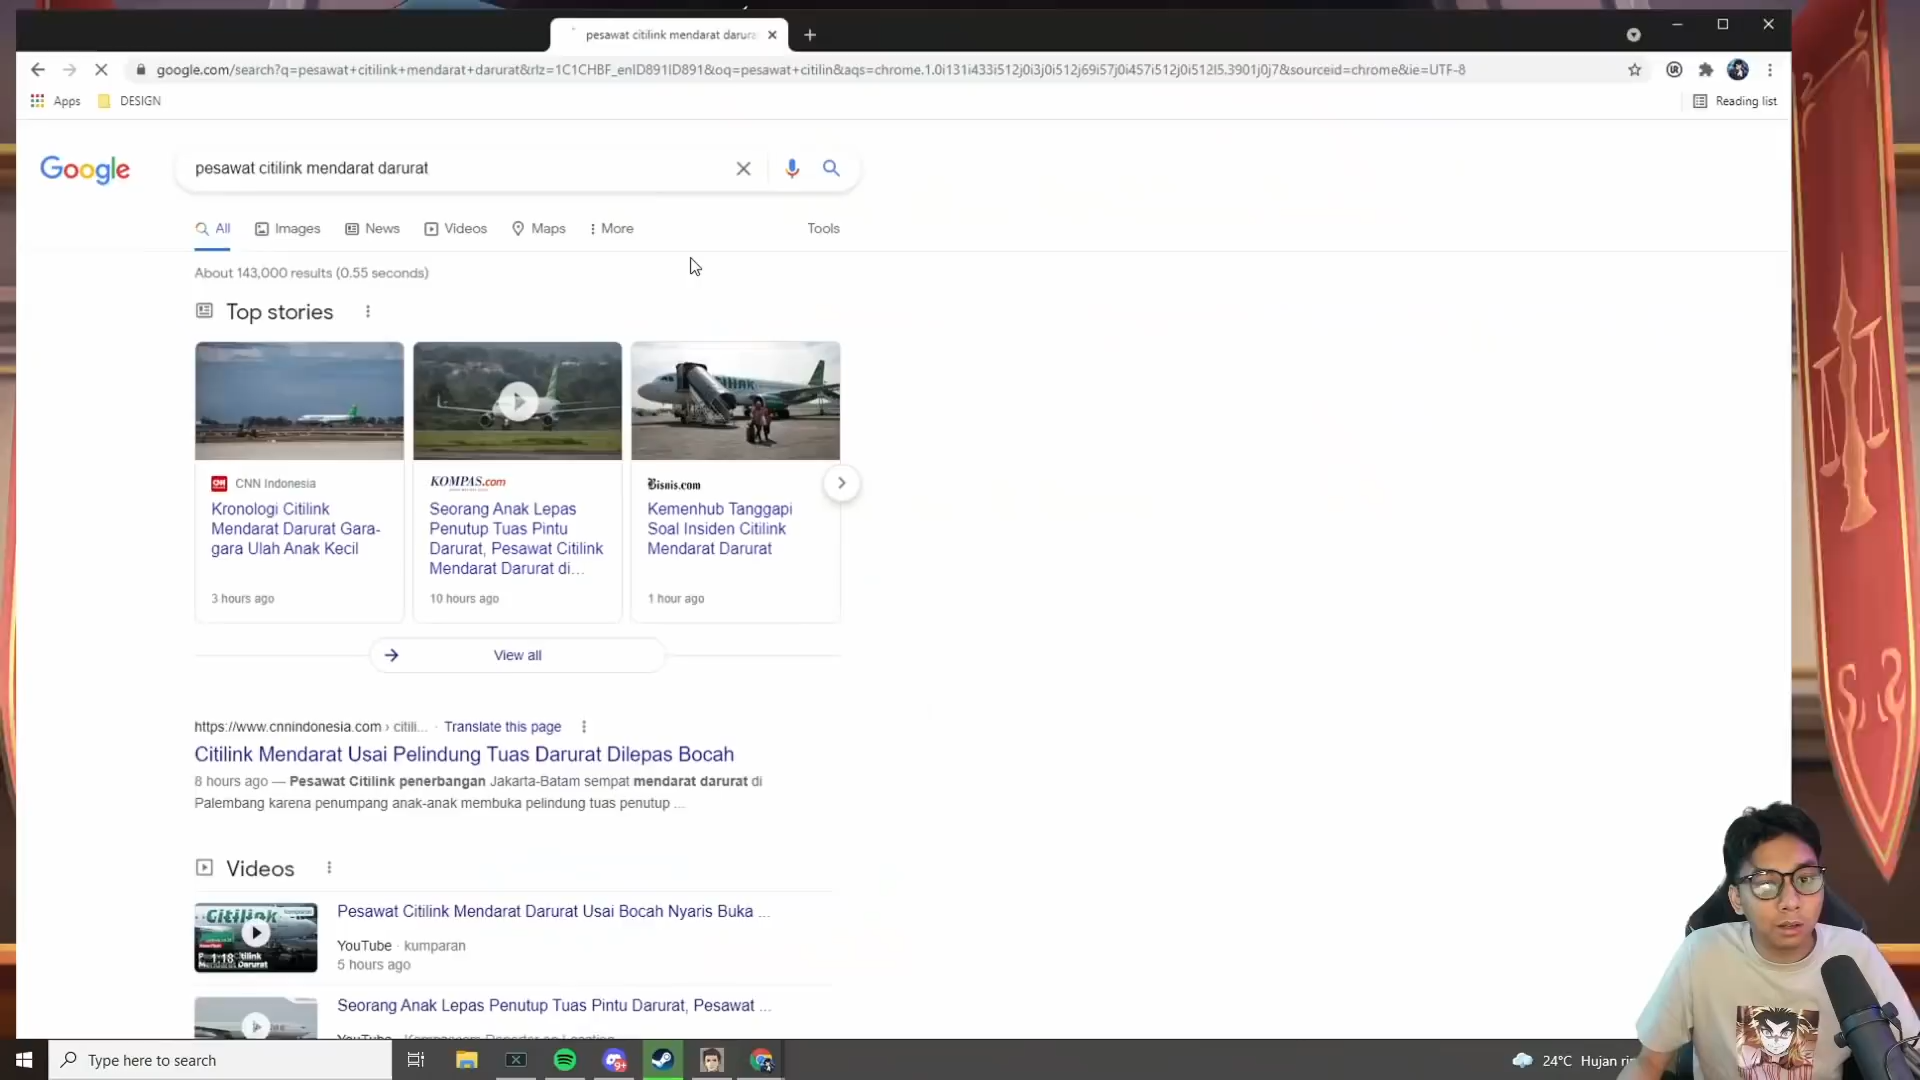 pesawat citilink mendarat darura
google.com/search?q=pesawat+citilink+mendarat+darurat&rlz=1C1CHBF_enID891ID891&oq=pesawat+citilin&aqs=chrome.1.0i131i433i512j0i3j0i512j69i57j0i457i512j0i512l5.3901j0j7&sourceid=chrome&ie=UTF-8
Apps
DESIGN
Reading list
Google
pesawat citilink mendarat darurat
All
Images
News
Videos
Maps
More
Tools
About 143,000 results (0.55 seconds)
Top stories
CNN Indonesia
Kronologi Citilink
Mendarat Darurat Gara-
gara Ulah Anak Kecil
3 hours ago
KOMPAS.com
Seorang Anak Lepas
Penutup Tuas Pintu
Darurat, Pesawat Citilink
Mendarat Darurat di...
10 hours ago
Bisnis.com
Kemenhub Tanggapi
Soal Insiden Citilink
Mendarat Darurat
1 hour ago
View all
https://www.cnnindonesia.com › citili... · Translate this page
Citilink Mendarat Usai Pelindung Tuas Darurat Dilepas Bocah
8 hours ago — Pesawat Citilink penerbangan Jakarta-Batam sempat mendarat darurat di
Palembang karena penumpang anak-anak membuka pelindung tuas penutup ...
Videos
Citilink
1:18
Pesawat Citilink Mendarat Darurat Usai Bocah Nyaris Buka ...
YouTube · kumparan
5 hours ago
Seorang Anak Lepas Penutup Tuas Pintu Darurat, Pesawat ...
Type here to search
24°C Hujan ri